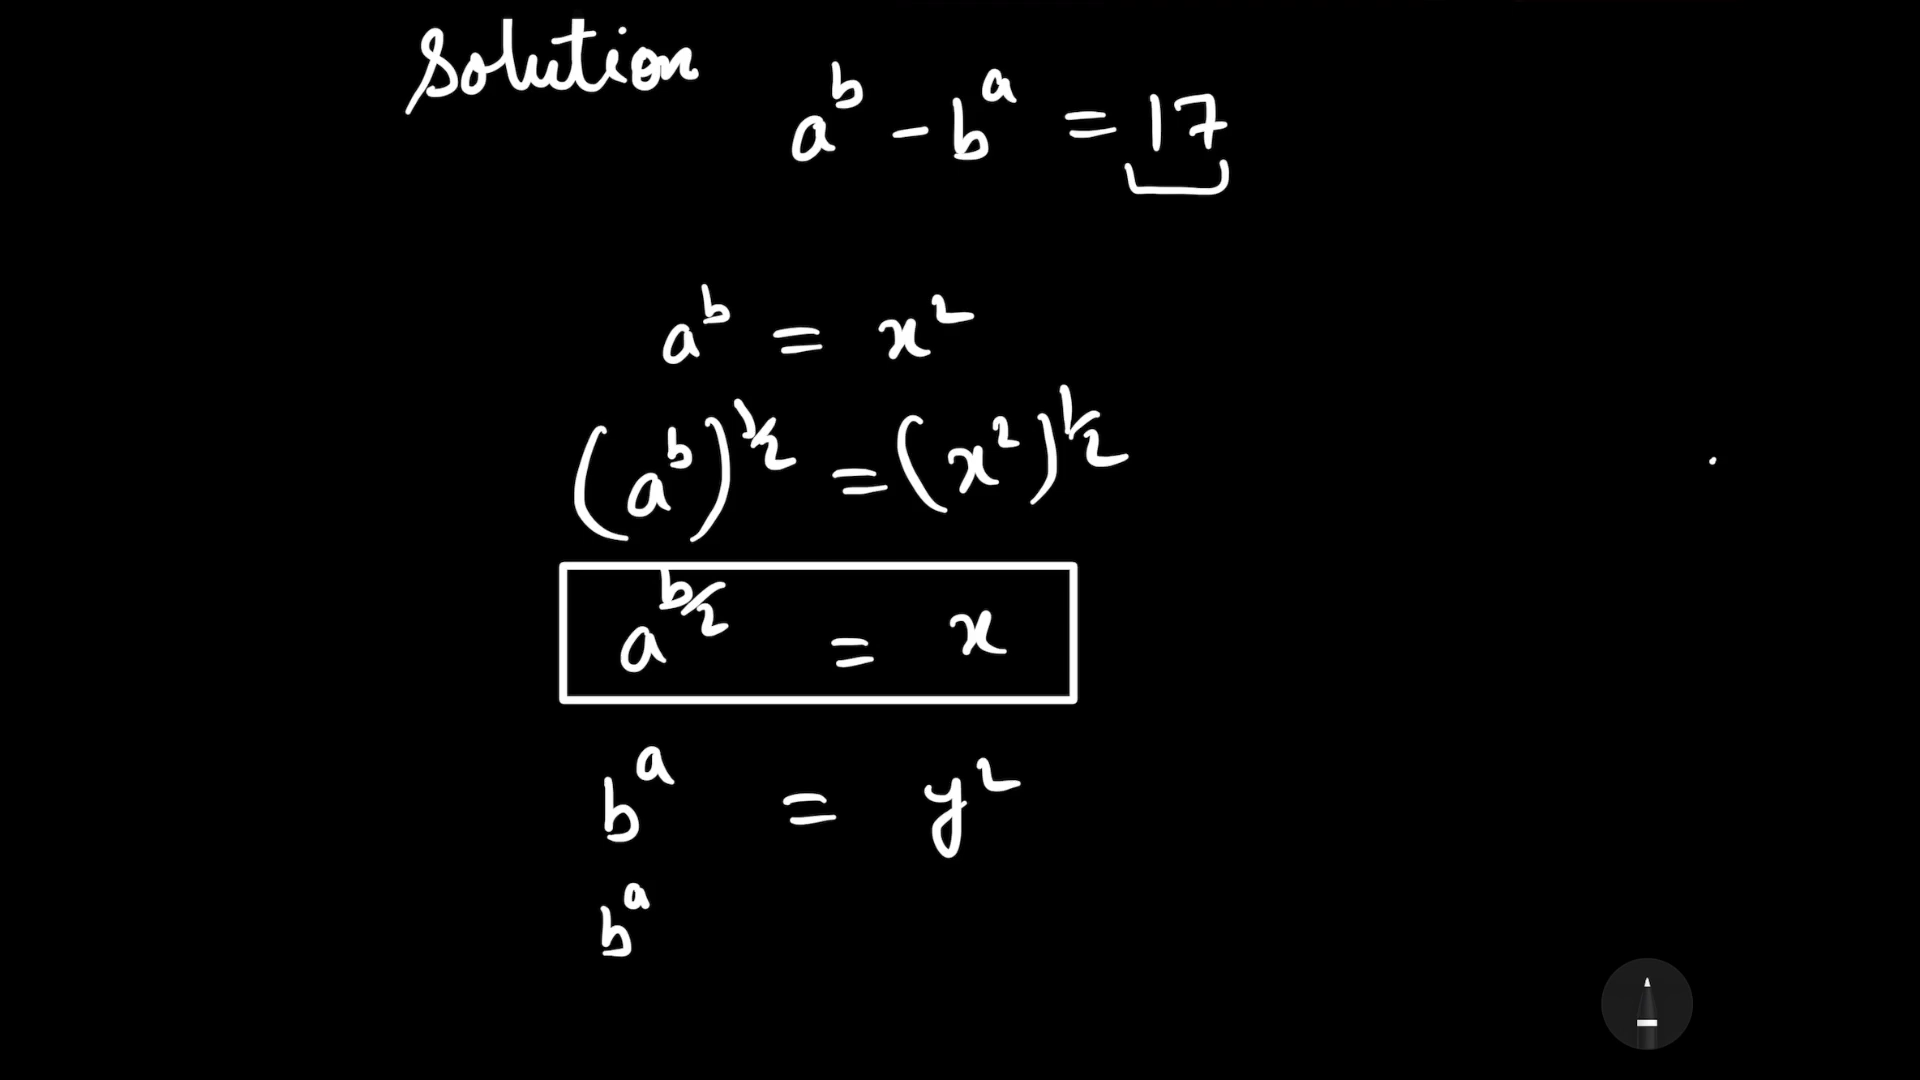 Solution
a^b - b^a = 17
a^b = x^2
(a^b)^1/2 = (x^2)^1/2
a^b/2 = x
b^a = y^2
b^a